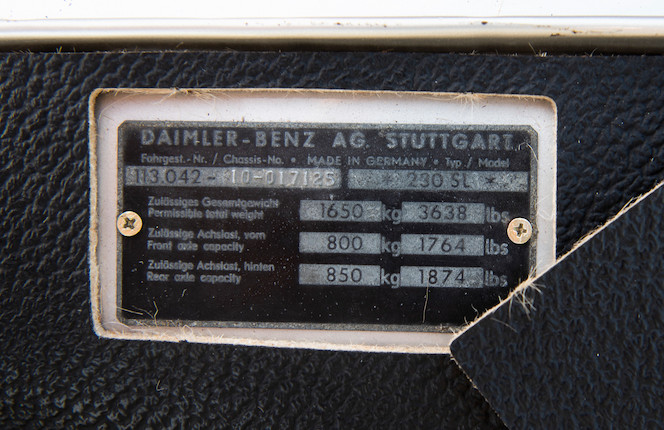 DAIMLER-BENZ AG. STUTTGART
Fahrgest.-Nr. / Chassis-No. • MADE IN GERMANY • Typ / Model
113.042 - 10-017125 230 SL
Zulässiges Gesamtgewicht
Permissible total weight 1650 kg 3638 lbs
Zulässige Achslast, vorn
Front axle capacity 800 kg 1764 lbs
Zulässige Achslast, hinten
Rear axle capacity 850 kg 1874 lbs